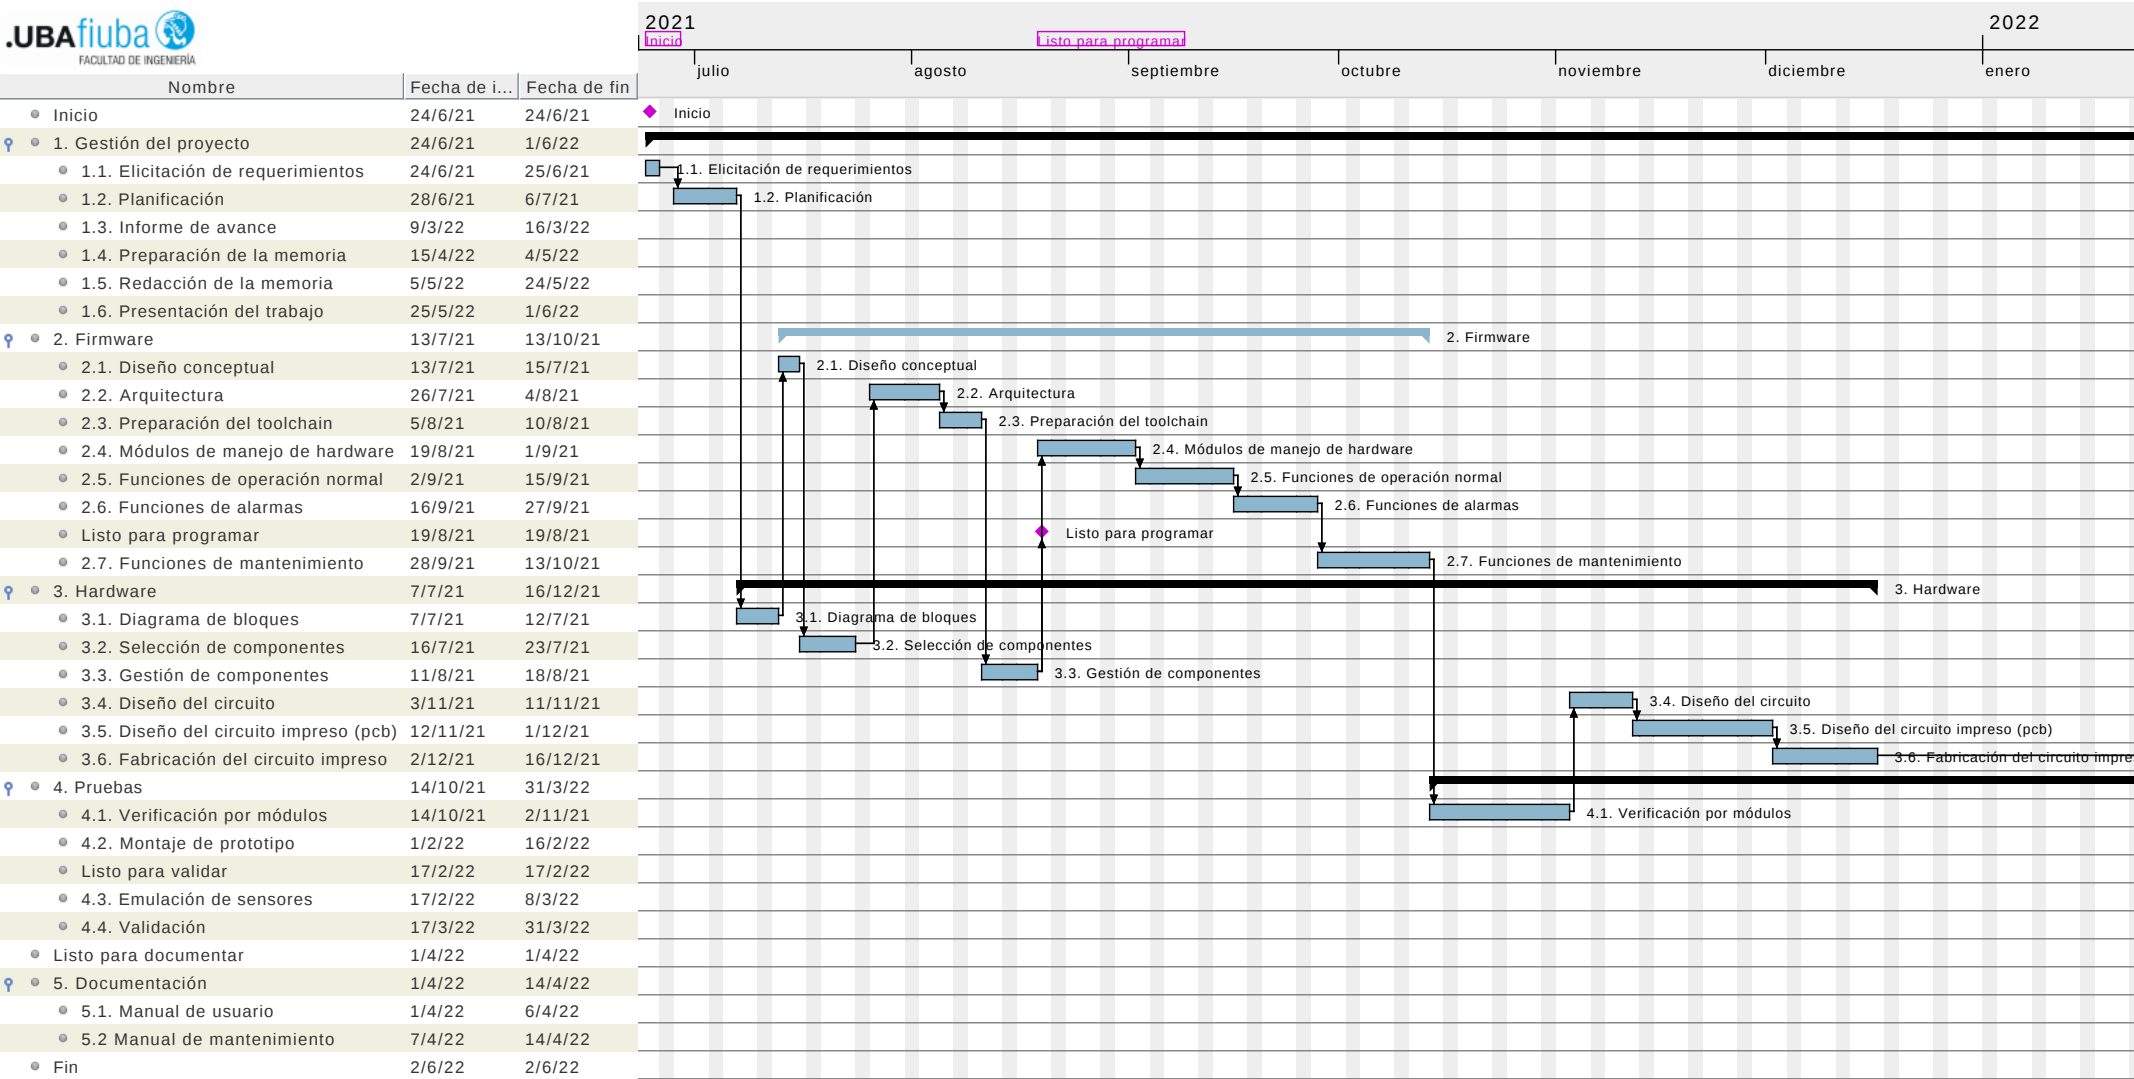 .UBAfiuba
FACULTAD DE INGENIERÍA
2021
2022
Inicio
Listo para programar
julio agosto septiembre octubre noviembre diciembre enero
Nombre Fecha de i... Fecha de fin
Inicio 24/6/21 24/6/21 Inicio
1. Gestión del proyecto 24/6/21 1/6/22
1.1. Elicitación de requerimientos 24/6/21 25/6/21 1.1. Elicitación de requerimientos
1.2. Planificación 28/6/21 6/7/21 1.2. Planificación
1.3. Informe de avance 9/3/22 16/3/22
1.4. Preparación de la memoria 15/4/22 4/5/22
1.5. Redacción de la memoria 5/5/22 24/5/22
1.6. Presentación del trabajo 25/5/22 1/6/22
2. Firmware 13/7/21 13/10/21 2. Firmware
2.1. Diseño conceptual 13/7/21 15/7/21 2.1. Diseño conceptual
2.2. Arquitectura 26/7/21 4/8/21 2.2. Arquitectura
2.3. Preparación del toolchain 5/8/21 10/8/21 2.3. Preparación del toolchain
2.4. Módulos de manejo de hardware 19/8/21 1/9/21 2.4. Módulos de manejo de hardware
2.5. Funciones de operación normal 2/9/21 15/9/21 2.5. Funciones de operación normal
2.6. Funciones de alarmas 16/9/21 27/9/21 2.6. Funciones de alarmas
Listo para programar 19/8/21 19/8/21 Listo para programar
2.7. Funciones de mantenimiento 28/9/21 13/10/21 2.7. Funciones de mantenimiento
3. Hardware 7/7/21 16/12/21 3. Hardware
3.1. Diagrama de bloques 7/7/21 12/7/21 3.1. Diagrama de bloques
3.2. Selección de componentes 16/7/21 23/7/21 3.2. Selección de componentes
3.3. Gestión de componentes 11/8/21 18/8/21 3.3. Gestión de componentes
3.4. Diseño del circuito 3/11/21 11/11/21 3.4. Diseño del circuito
3.5. Diseño del circuito impreso (pcb) 12/11/21 1/12/21 3.5. Diseño del circuito impreso (pcb)
3.6. Fabricación del circuito impreso 2/12/21 16/12/21 3.6. Fabricación del circuito impre
4. Pruebas 14/10/21 31/3/22
4.1. Verificación por módulos 14/10/21 2/11/21 4.1. Verificación por módulos
4.2. Montaje de prototipo 1/2/22 16/2/22
Listo para validar 17/2/22 17/2/22
4.3. Emulación de sensores 17/2/22 8/3/22
4.4. Validación 17/3/22 31/3/22
Listo para documentar 1/4/22 1/4/22
5. Documentación 1/4/22 14/4/22
5.1. Manual de usuario 1/4/22 6/4/22
5.2 Manual de mantenimiento 7/4/22 14/4/22
Fin 2/6/22 2/6/22